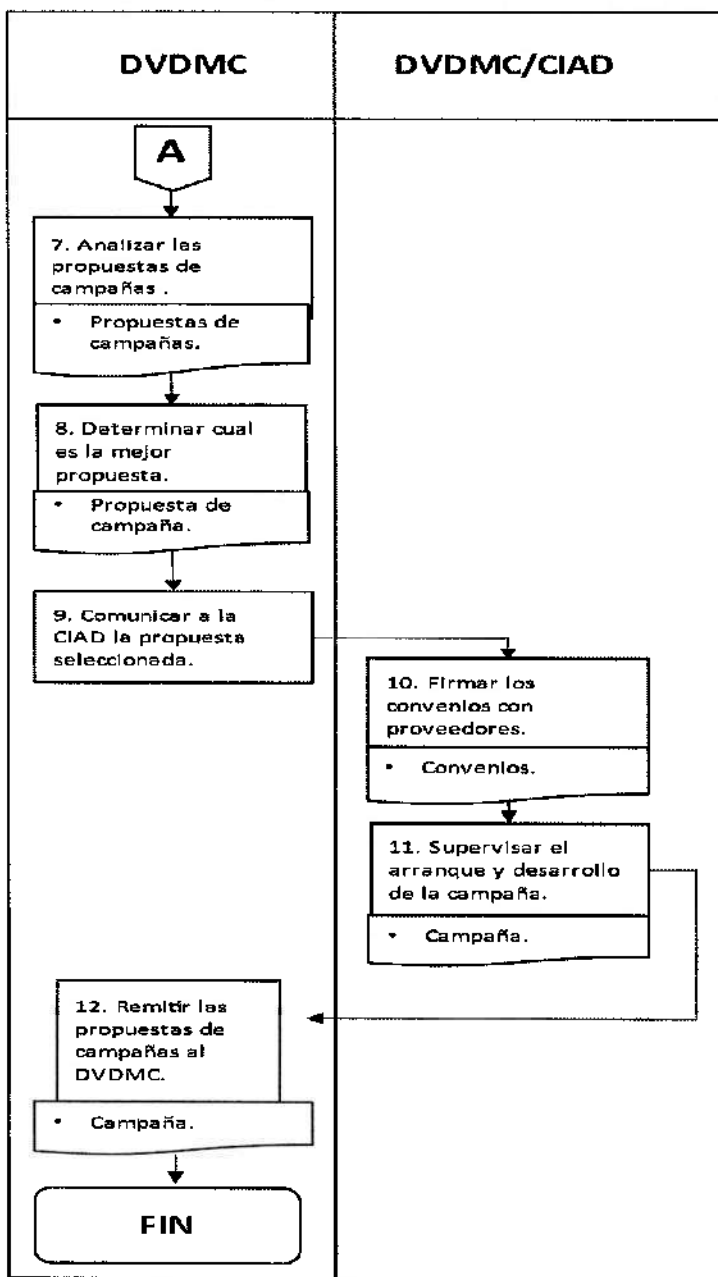 DVDMC
DVDMC/CIAD
A
7. Analizar las
propuestas de
campañas .
• Propuestas de
campañas.
8. Determinar cual
es la mejor
propuesta.
• Propuesta de
campaña.
9. Comunicar a la
CIAD la propuesta
seleccionada.
10. Firmar los
convenios con
proveedores.
• Convenios.
11. Supervisar el
arranque y desarrollo
de la campaña.
• Campaña.
12. Remitir las
propuestas de
campañas al
DVDMC.
• Campaña.
FIN